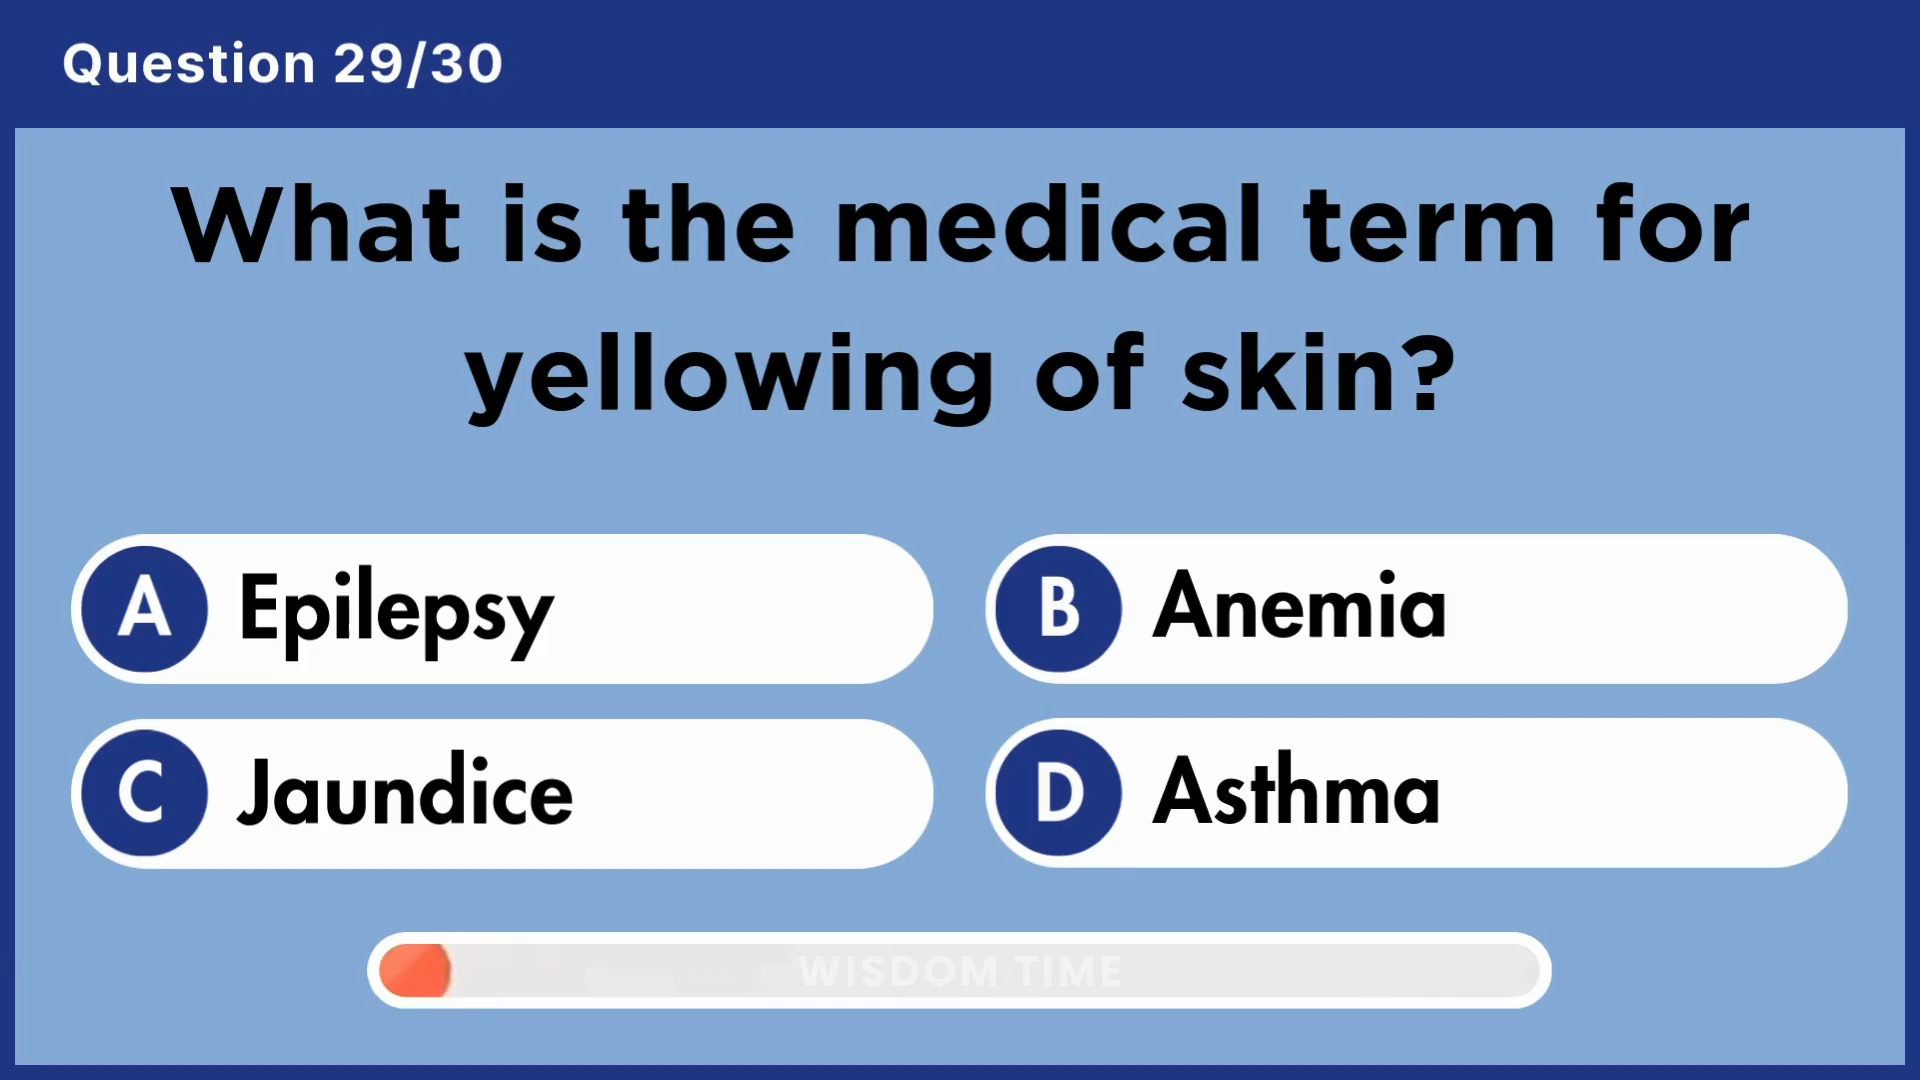 Question 29/30
What is the medical term for
yellowing of skin?
A Epilepsy
B Anemia
C Jaundice
D Asthma
WISDOM TIME